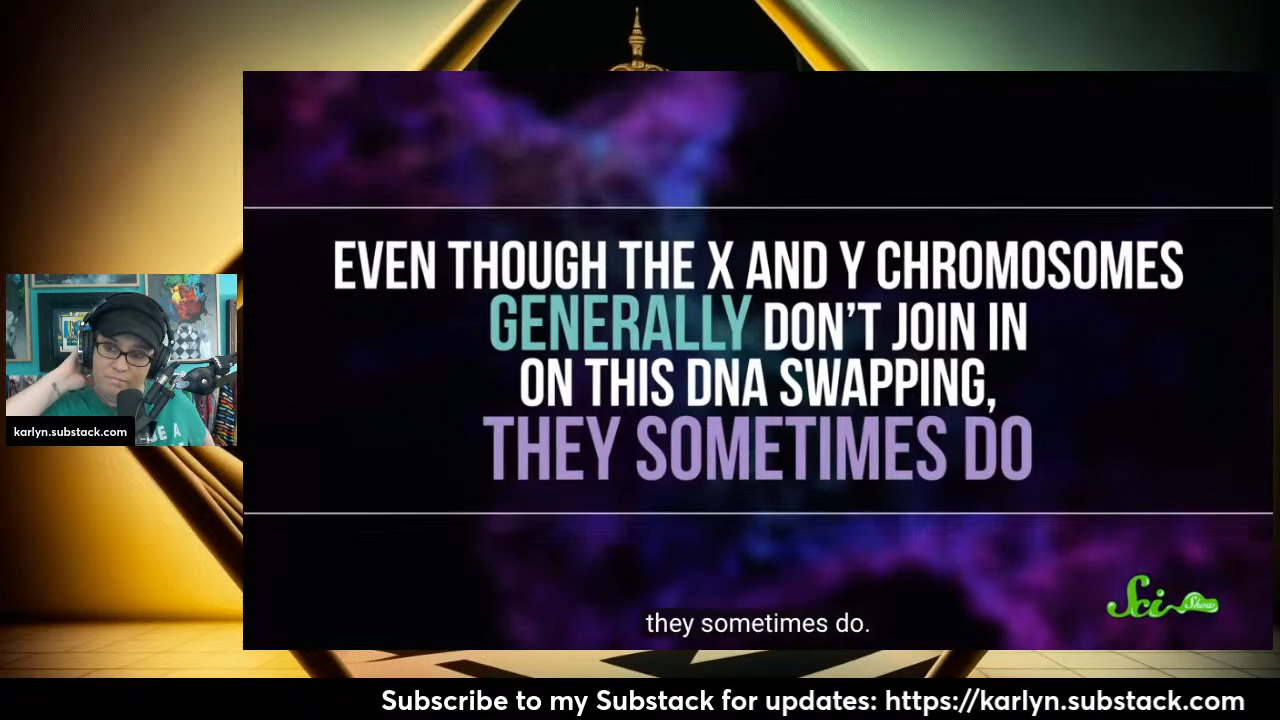 EVEN THOUGH THE X AND Y CHROMOSOMES
GENERALLY DON'T JOIN IN
ON THIS DNA SWAPPING,
THEY SOMETIMES DO
karlyn.substack.com
BE A
Sci Show
they sometimes do.
Subscribe to my Substack for updates: https://karlyn.substack.com